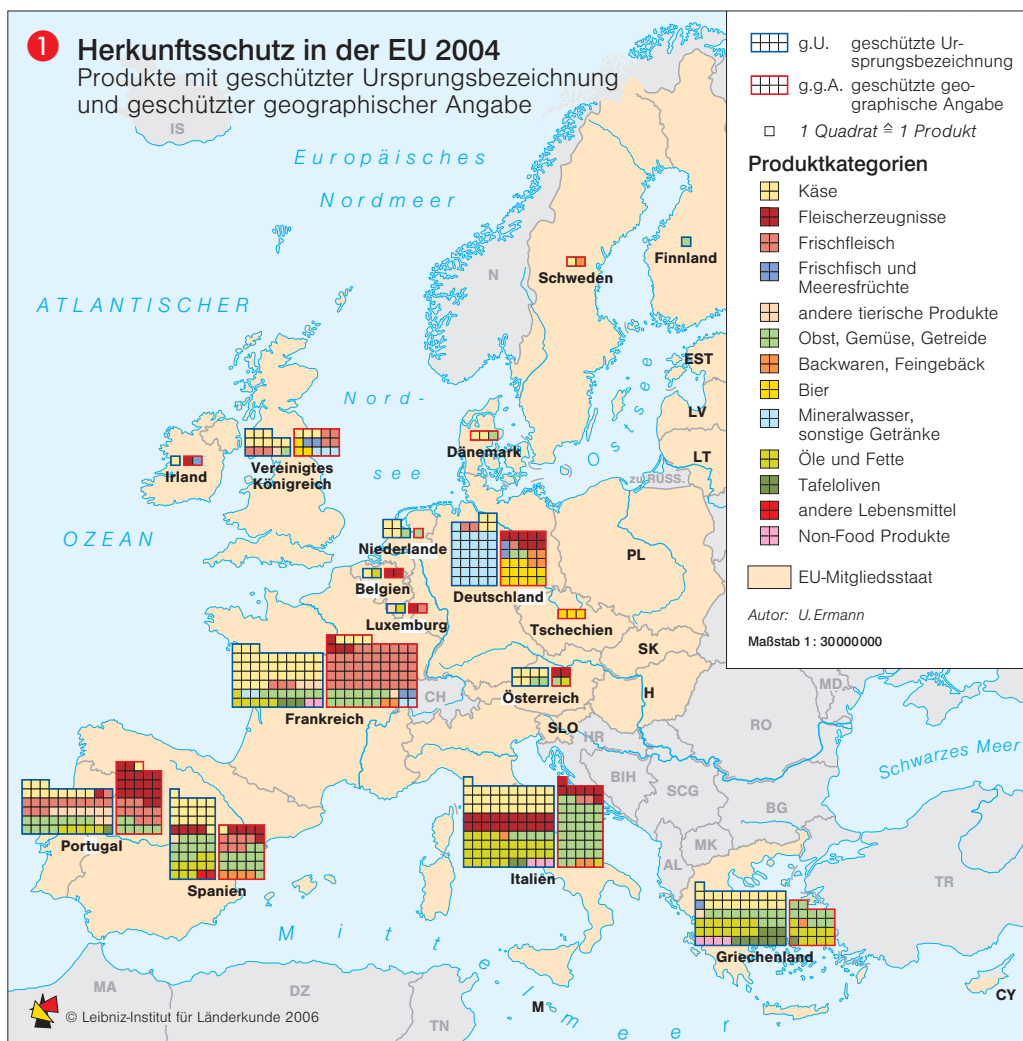 1 Herkunftsschutz in der EU 2004
Produkte mit geschützter Ursprungsbezeichnung
und geschützter geographischer Angabe
g.U. geschützte Ur-
sprungsbezeichnung
g.g.A. geschützte geo-
graphische Angabe
1 Quadrat ≙ 1 Produkt
Produktkategorien
Käse
Fleischerzeugnisse
Frischfleisch
Frischfisch und
Meeresfrüchte
andere tierische Produkte
Obst, Gemüse, Getreide
Backwaren, Feingebäck
Bier
Mineralwasser,
sonstige Getränke
Öle und Fette
Tafeloliven
andere Lebensmittel
Non-Food Produkte
EU-Mitgliedsstaat
Autor: U.Ermann
Maßstab 1 : 30000000
IS
Europäisches
Nordmeer
N
Schweden
Finnland
ATLANTISCHER
OZEAN
EST
LV
LT
zu RUSS.
Nord-
see
Ostsee
Dänemark
Irland
Vereinigtes
Königreich
Niederlande
Belgien
Luxemburg
Deutschland
PL
Tschechien
SK
Österreich
H
Frankreich
CH
SLO
HR
BIH
SCG
RO
MD
BG
MK
AL
TR
Schwarzes Meer
Portugal
Spanien
Italien
Griechenland
Mittelmeer
M
CY
MA
DZ
TN
© Leibniz-Institut für Länderkunde 2006